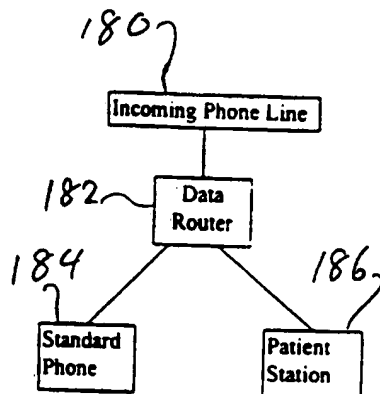 180
Incoming Phone Line
182
Data
Router
184
186
Standard
Phone
Patient
Station